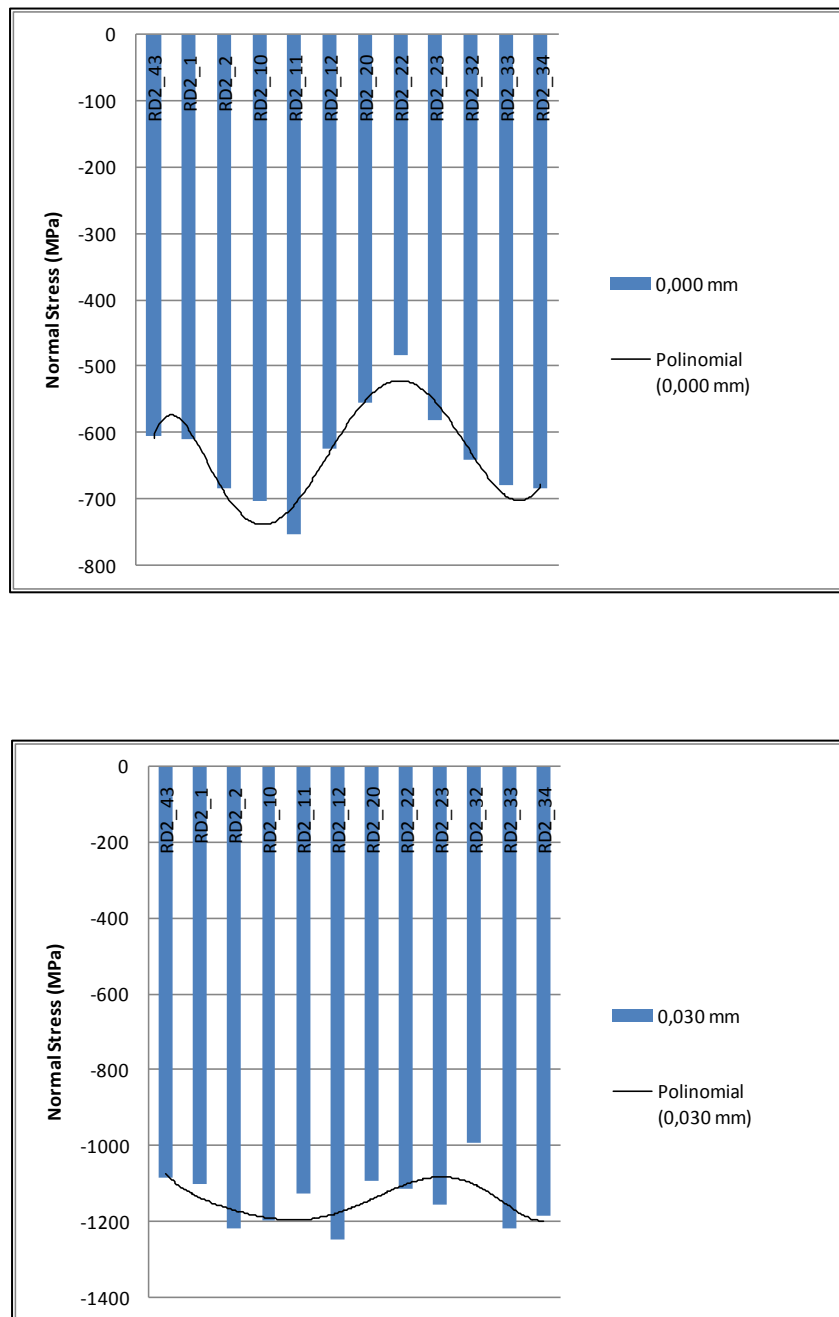 0
-100
-200
-300
-400
-500
-600
-700
-800
Normal Stress (MPa)
RD2_43
RD2_1
RD2_2
RD2_10
RD2_11
RD2_12
RD2_20
RD2_22
RD2_23
RD2_32
RD2_33
RD2_34
0,000 mm
Polinomial
(0,000 mm)
0
-200
-400
-600
-800
-1000
-1200
-1400
Normal Stress (MPa)
RD2_43
RD2_1
RD2_2
RD2_10
RD2_11
RD2_12
RD2_20
RD2_22
RD2_23
RD2_32
RD2_33
RD2_34
0,030 mm
Polinomial
(0,030 mm)